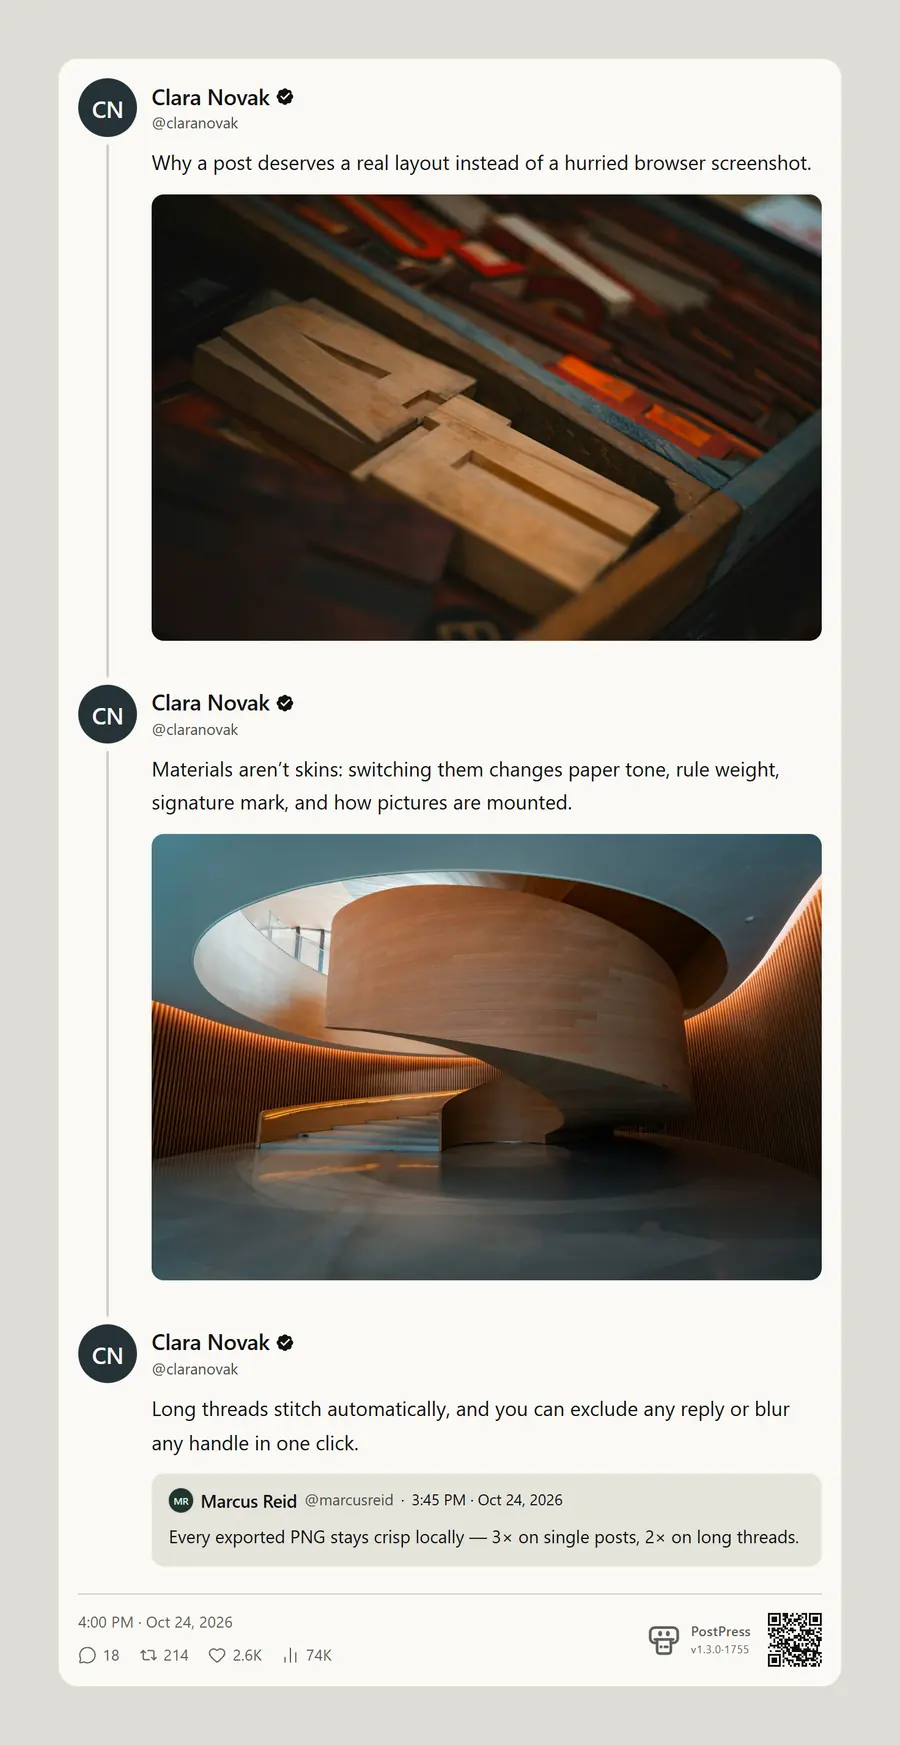 CN
Clara Novak
@claranovak
Why a post deserves a real layout instead of a hurried browser screenshot.
CN
Clara Novak
@claranovak
Materials aren’t skins: switching them changes paper tone, rule weight,
signature mark, and how pictures are mounted.
CN
Clara Novak
@claranovak
Long threads stitch automatically, and you can exclude any reply or blur
any handle in one click.
MR Marcus Reid @marcusreid · 3:45 PM · Oct 24, 2026
Every exported PNG stays crisp locally — 3× on single posts, 2× on long threads.
4:00 PM · Oct 24, 2026
18 214 2.6K 74K
PostPress
v1.3.0-1755